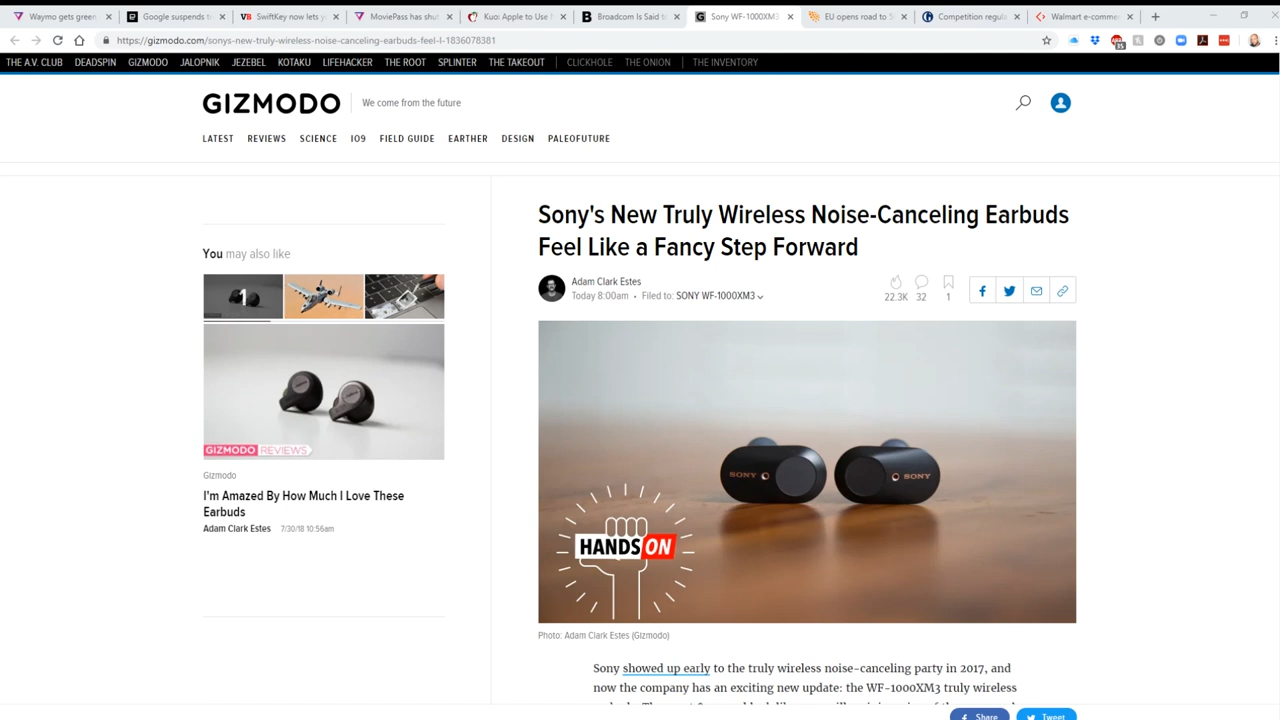 Waymo gets green
Google suspends t
SwiftKey now lets y
MoviePass has shut
Kuo: Apple to Use
Broadcom Is Said to
Sony WF-1000XM3
EU opens road to 5
Competition regul
Walmart e-comme
https://gizmodo.com/sonys-new-truly-wireless-noise-canceling-earbuds-feel-l-1836078381
THE A.V. CLUB DEADSPIN GIZMODO JALOPNIK JEZEBEL KOTAKU LIFEHACKER THE ROOT SPLINTER THE TAKEOUT CLICKHOLE THE ONION THE INVENTORY
GIZMODO We come from the future
LATEST REVIEWS SCIENCE IO9 FIELD GUIDE EARTHER DESIGN PALEOFUTURE
You may also like
1
GIZMODO REVIEWS
Gizmodo
I'm Amazed By How Much I Love These
Earbuds
Adam Clark Estes 7/30/18 10:56am
Sony's New Truly Wireless Noise-Canceling Earbuds
Feel Like a Fancy Step Forward
Adam Clark Estes
Today 8:00am • Filed to: SONY WF-1000XM3
22.3K 32 1
SONY SONY
HANDS ON
Photo: Adam Clark Estes (Gizmodo)
Sony showed up early to the truly wireless noise-canceling party in 2017, and
now the company has an exciting new update: the WF-1000XM3 truly wireless
Share Tweet